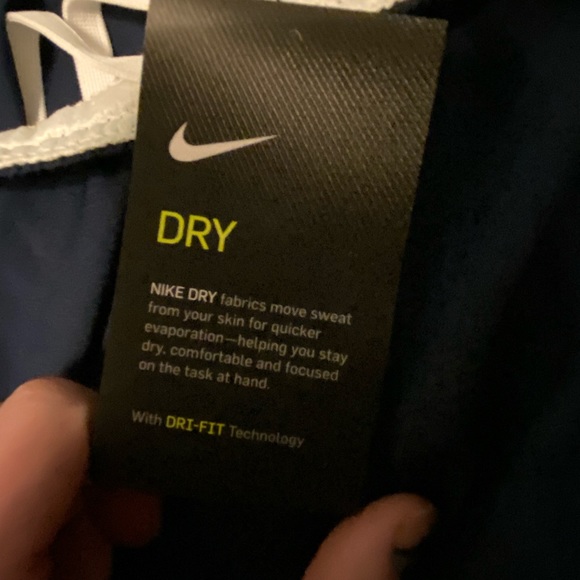 DRY
NIKE DRY fabrics move sweat
from your skin for quicker
evaporation—helping you stay
dry, comfortable and focused
on the task at hand.
With DRI-FIT Technology